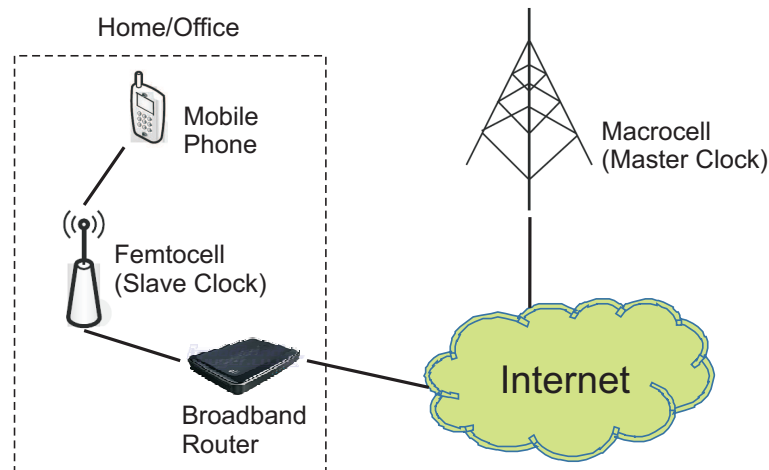 Home/Office
Mobile
Phone
Macrocell
(Master Clock)
Femtocell
(Slave Clock)
Internet
Broadband
Router